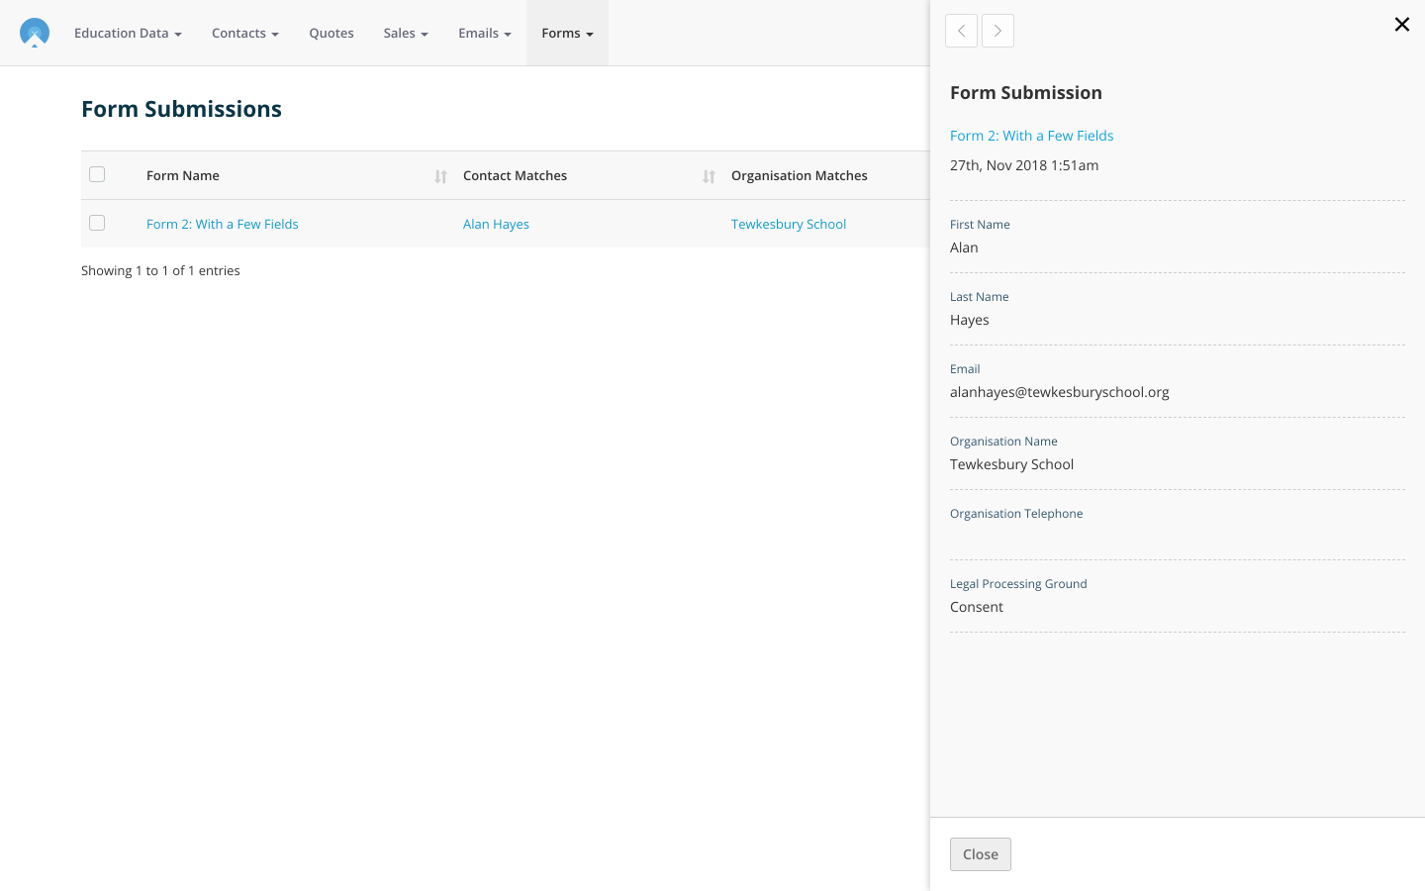 Education Data
Contacts
Quotes
Sales
Emails
Forms
Form Submissions
Form Name
Contact Matches
Organisation Matches
Form 2: With a Few Fields
Alan Hayes
Tewkesbury School
Showing 1 to 1 of 1 entries
Form Submission
Form 2: With a Few Fields
27th, Nov 2018 1:51am
First Name
Alan
Last Name
Hayes
Email
alanhayes@tewkesburyschool.org
Organisation Name
Tewkesbury School
Organisation Telephone
Legal Processing Ground
Consent
Close